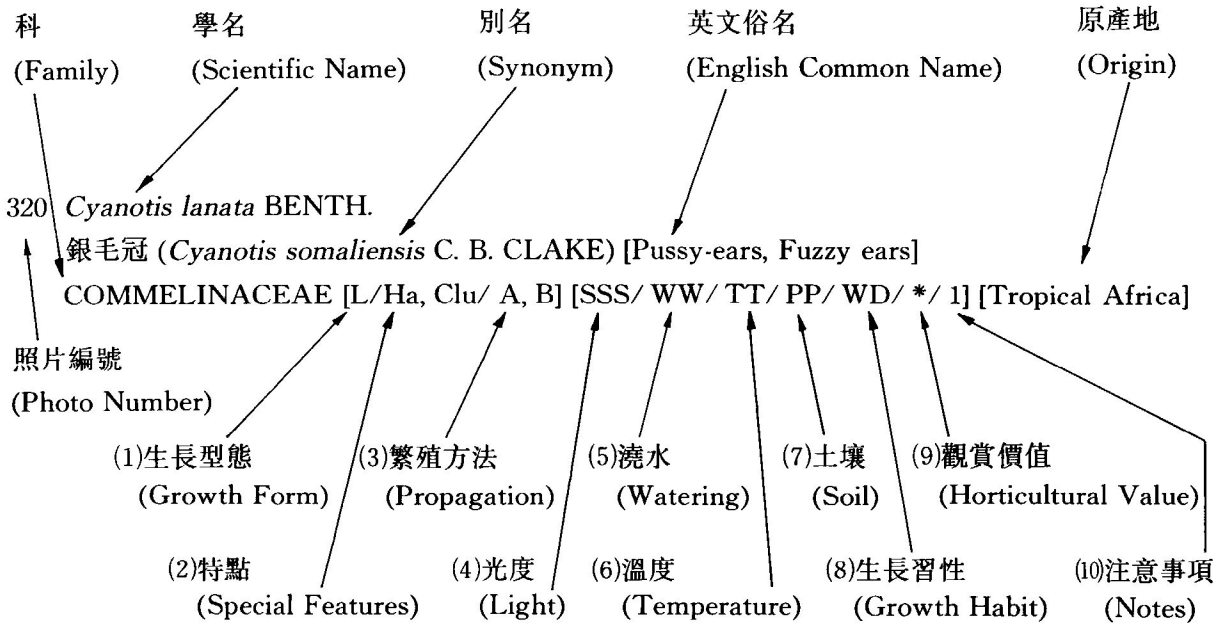 科 學名 別名 英文俗名 原產地
(Family) (Scientific Name) (Synonym) (English Common Name) (Origin)
320 Cyanotis lanata BENTH.
銀毛冠 (Cyanotis somaliensis C. B. CLAKE) [Pussy-ears, Fuzzy ears]
COMMELINACEAE [L/Ha, Clu/ A, B] [SSS/ WW/ TT/ PP/ WD/ */ 1] [Tropical Africa]
照片編號
(Photo Number)
(1)生長型態 (3)繁殖方法 (5)澆水 (7)土壤 (9)觀賞價值
(Growth Form) (Propagation) (Watering) (Soil) (Horticultural Value)
(2)特點 (4)光度 (6)溫度 (8)生長習性 (10)注意事項
(Special Features) (Light) (Temperature) (Growth Habit) (Notes)